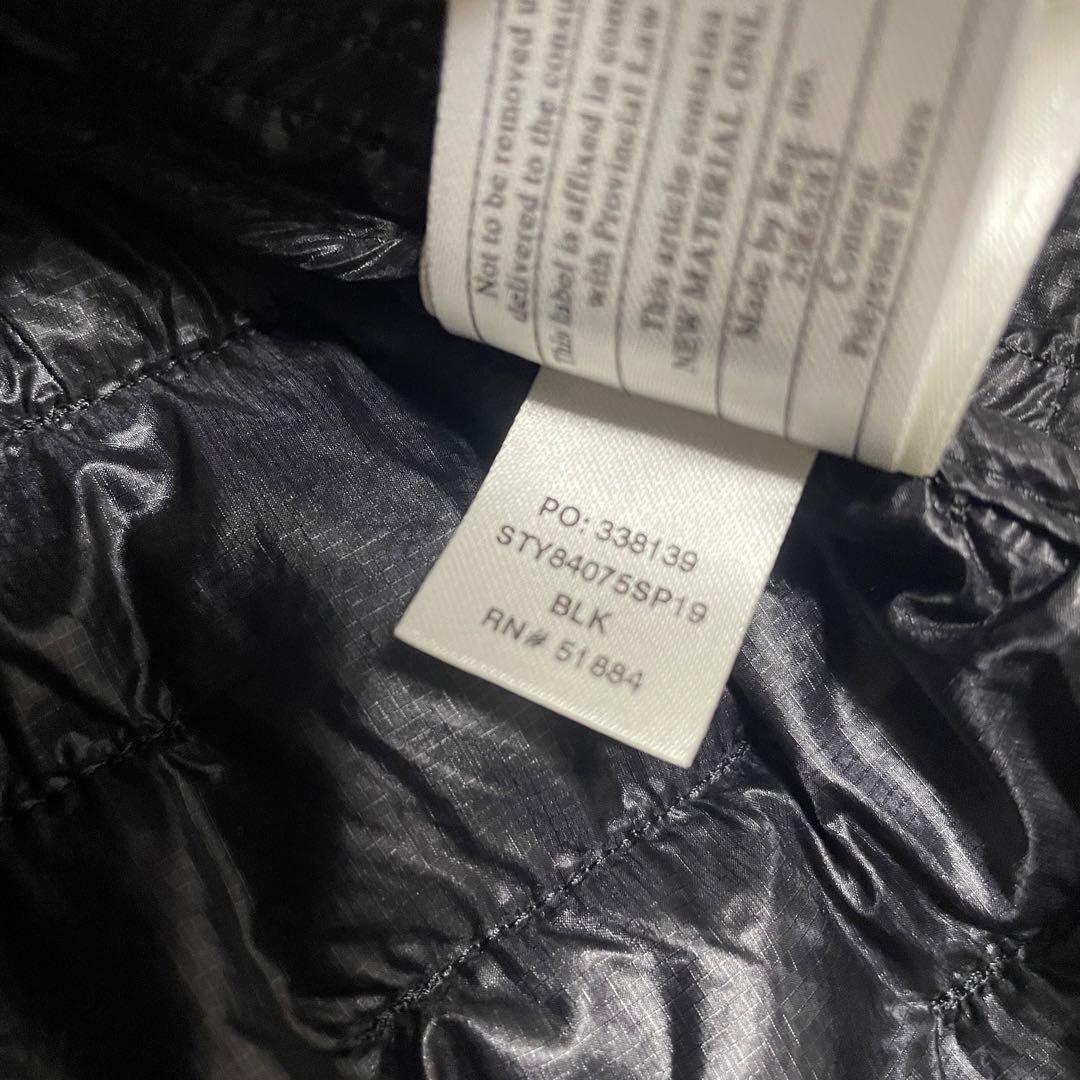 Not to be removed u
delivered to the consu
This label is affixed in com
with Provincial Law
This article contains
NEW MATERIAL ONL
Made by Reg no.
Content
Polyester Fibres
PO: 338139
STY84075SP19
BLK
RN# 51884